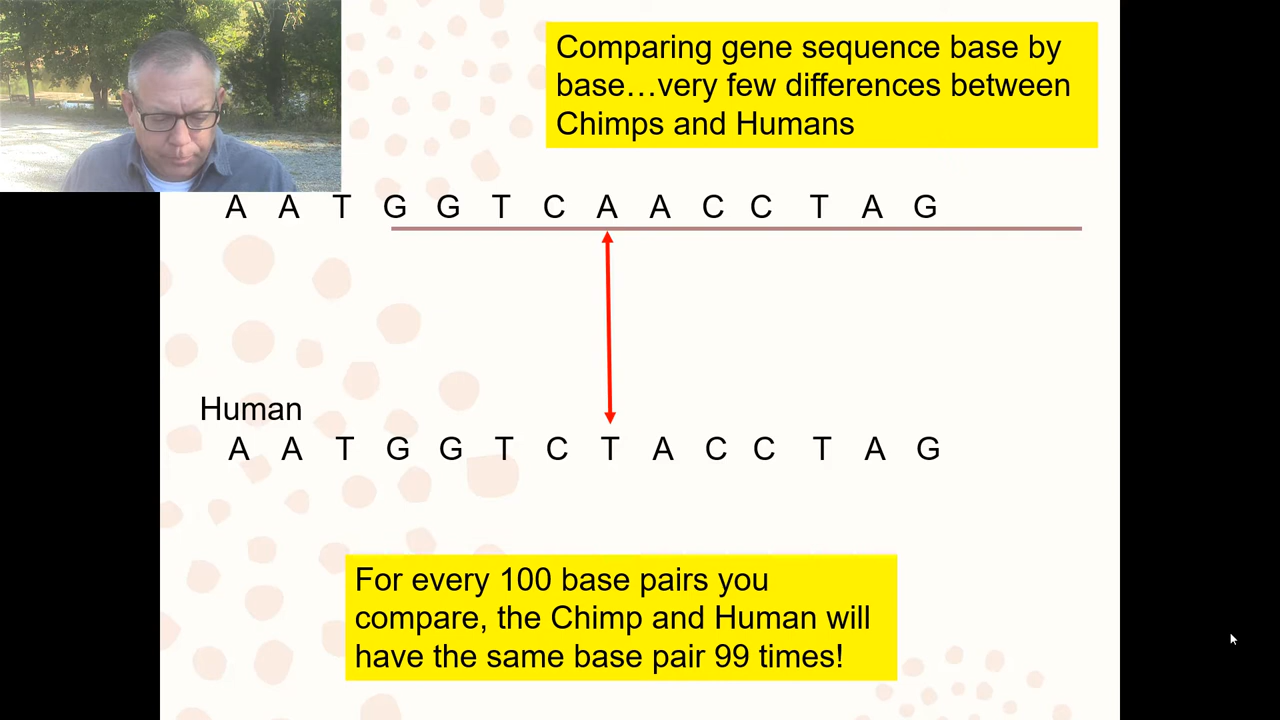 Comparing gene sequence base by
base…very few differences between
Chimps and Humans
A A T G G T C A A C C T A G
Human
A A T G G T C T A C C T A G
For every 100 base pairs you
compare, the Chimp and Human will
have the same base pair 99 times!